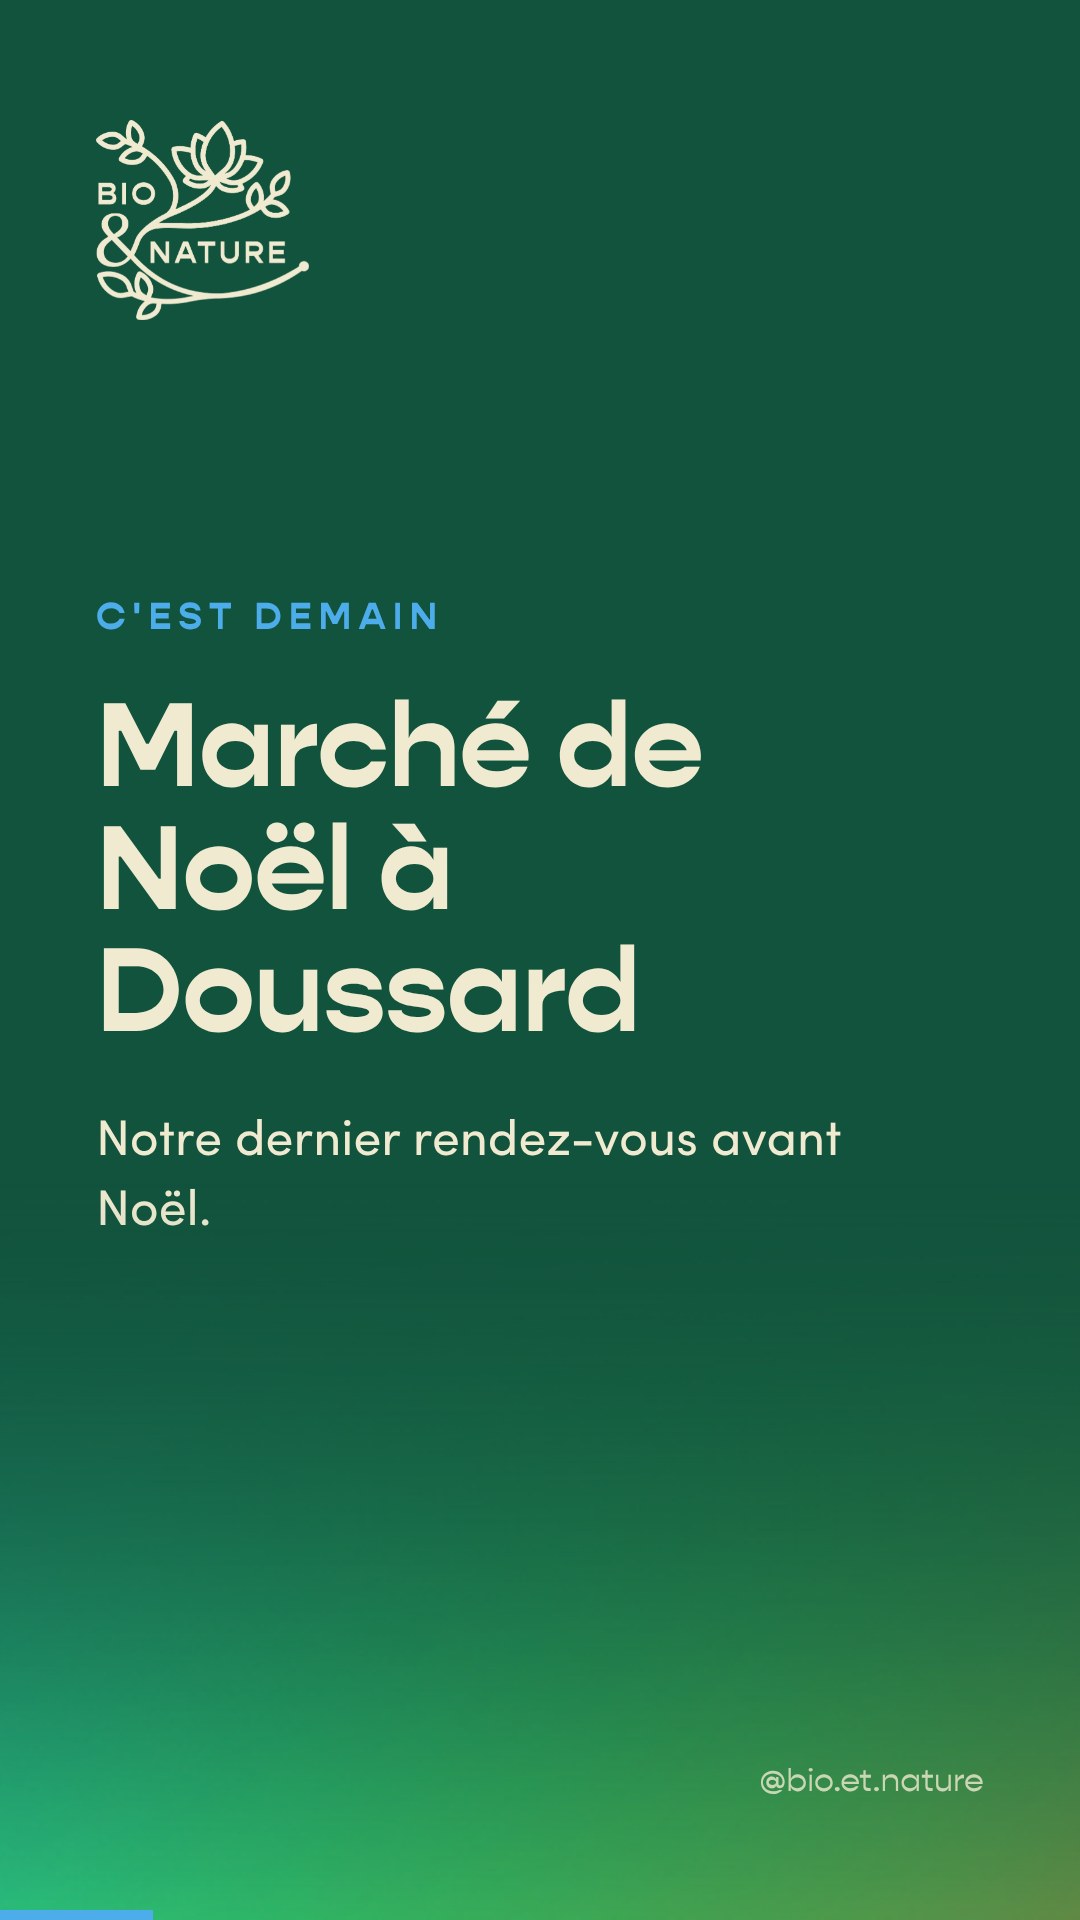 BIO
& NATURE
C'EST DEMAIN
Marché de
Noël à
Doussard
Notre dernier rendez-vous avant
Noël.
@bio.et.nature